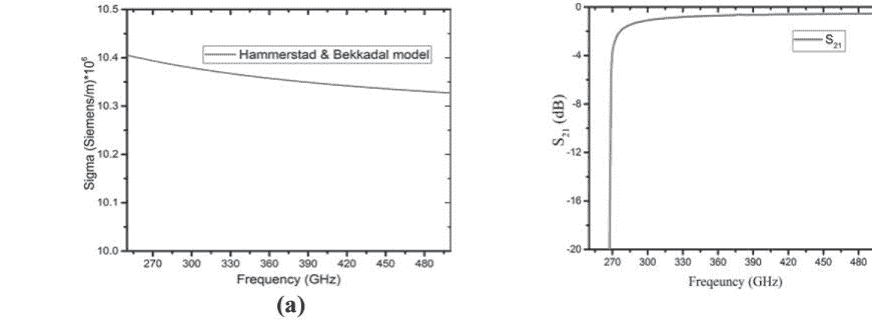 10.5
10.4
10.3
10.2
10.1
10.0
Sigma (Siemens/m)*10⁶
Hammerstad & Bekkadal model
270 300 330 360 390 420 450 480
Frequency (GHz)
(a)
0
-4
-8
-12
-16
-20
S₂₁ (dB)
S₂₁
270 300 330 360 390 420 450 480
Freqeuncy (GHz)